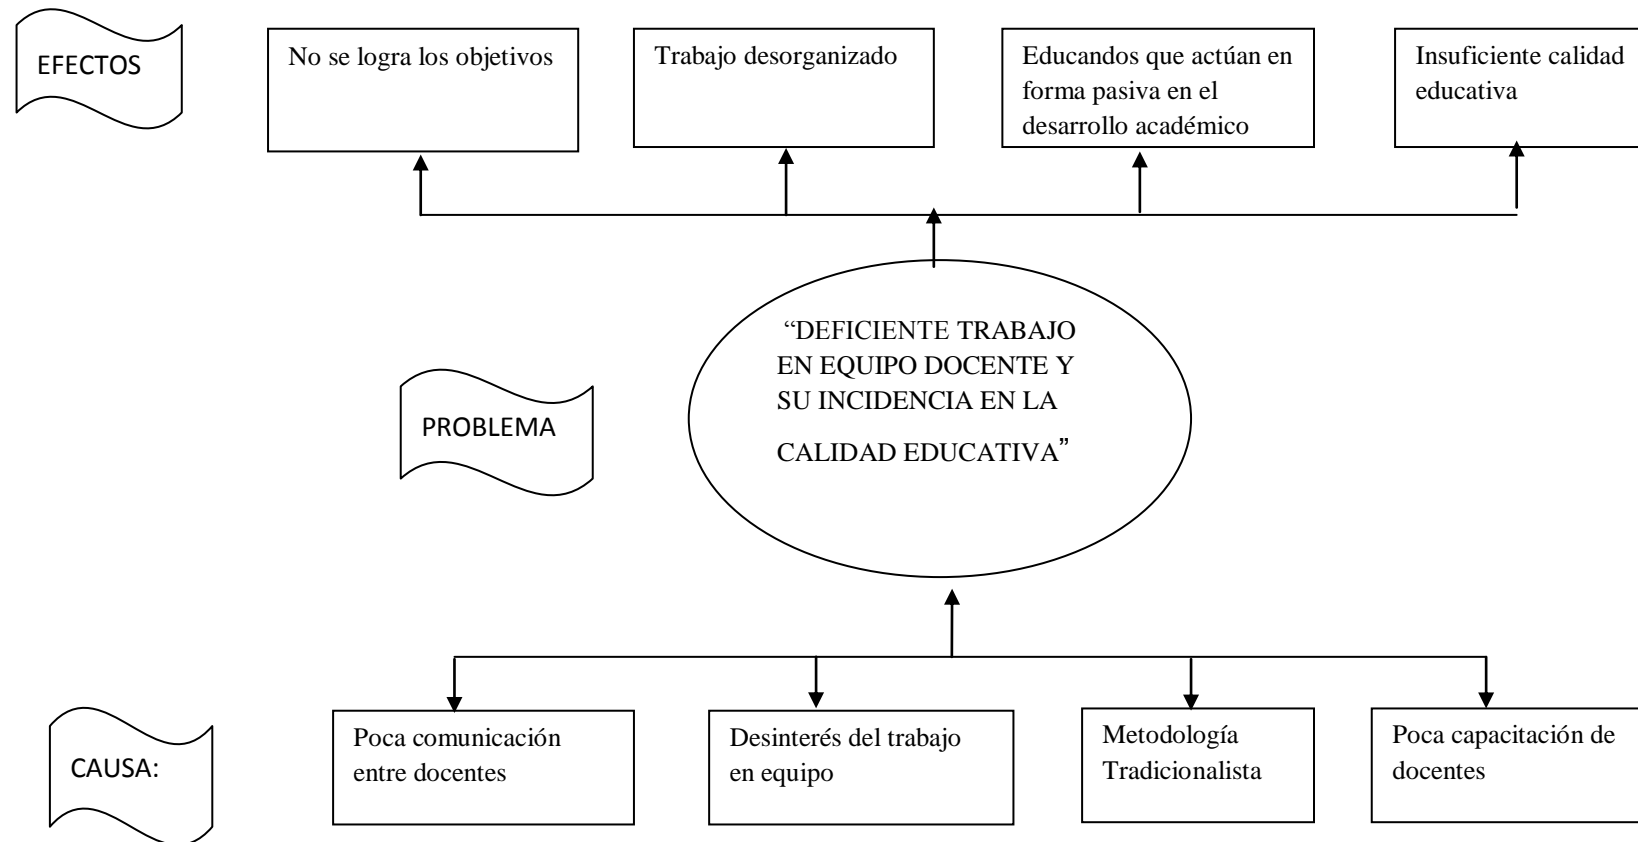 EFECTOS
No se logra los objetivos
Trabajo desorganizado
Educandos que actúan en
forma pasiva en el
desarrollo académico
Insuficiente calidad
educativa
PROBLEMA
“DEFICIENTE TRABAJO
EN EQUIPO DOCENTE Y
SU INCIDENCIA EN LA
CALIDAD EDUCATIVA”
CAUSA:
Poca comunicación
entre docentes
Desinterés del trabajo
en equipo
Metodología
Tradicionalista
Poca capacitación de
docentes